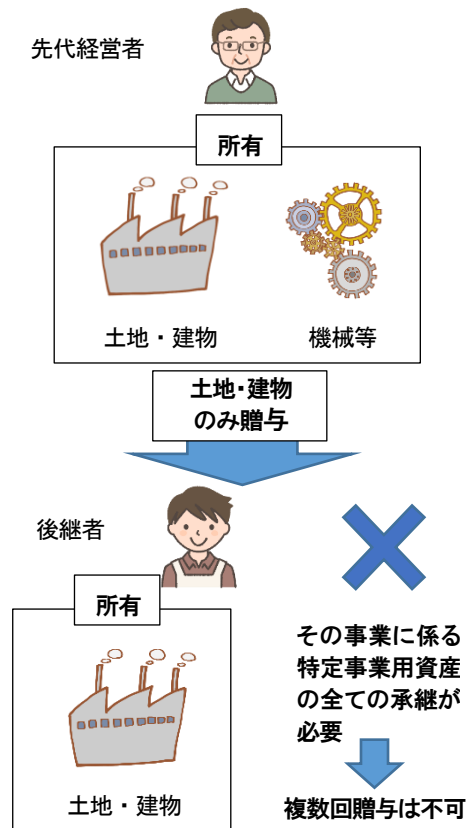 先代経営者
所有
土地・建物
機械等
土地・建物
のみ贈与
後継者
所有
土地・建物
その事業に係る
特定事業用資産
の全ての承継が
必要
複数回贈与は不可